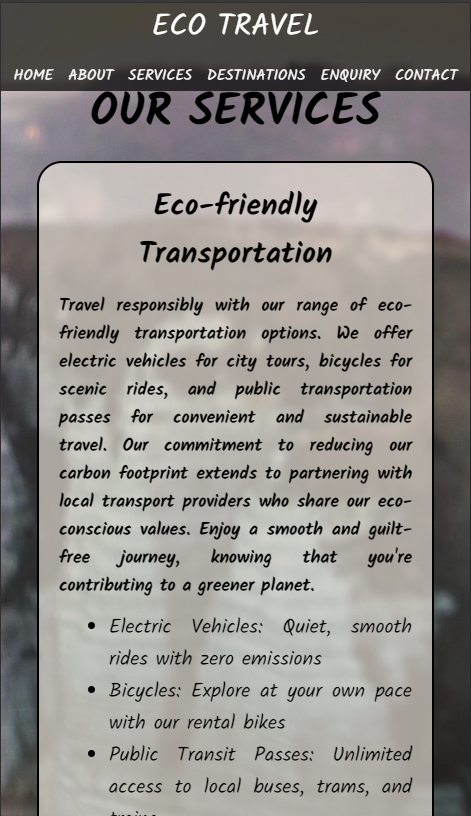 ECO TRAVEL
HOME ABOUT SERVICES DESTINATIONS ENQUIRY CONTACT
OUR SERVICES
Eco-friendly
Transportation
Travel responsibly with our range of eco-
friendly transportation options. We offer
electric vehicles for city tours, bicycles for
scenic rides, and public transportation
passes for convenient and sustainable
travel. Our commitment to reducing our
carbon footprint extends to partnering with
local transport providers who share our eco-
conscious values. Enjoy a smooth and guilt-
free journey, knowing that you're
contributing to a greener planet.
• Electric Vehicles: Quiet, smooth
rides with zero emissions
• Bicycles: Explore at your own pace
with our rental bikes
• Public Transit Passes: Unlimited
access to local buses, trams, and